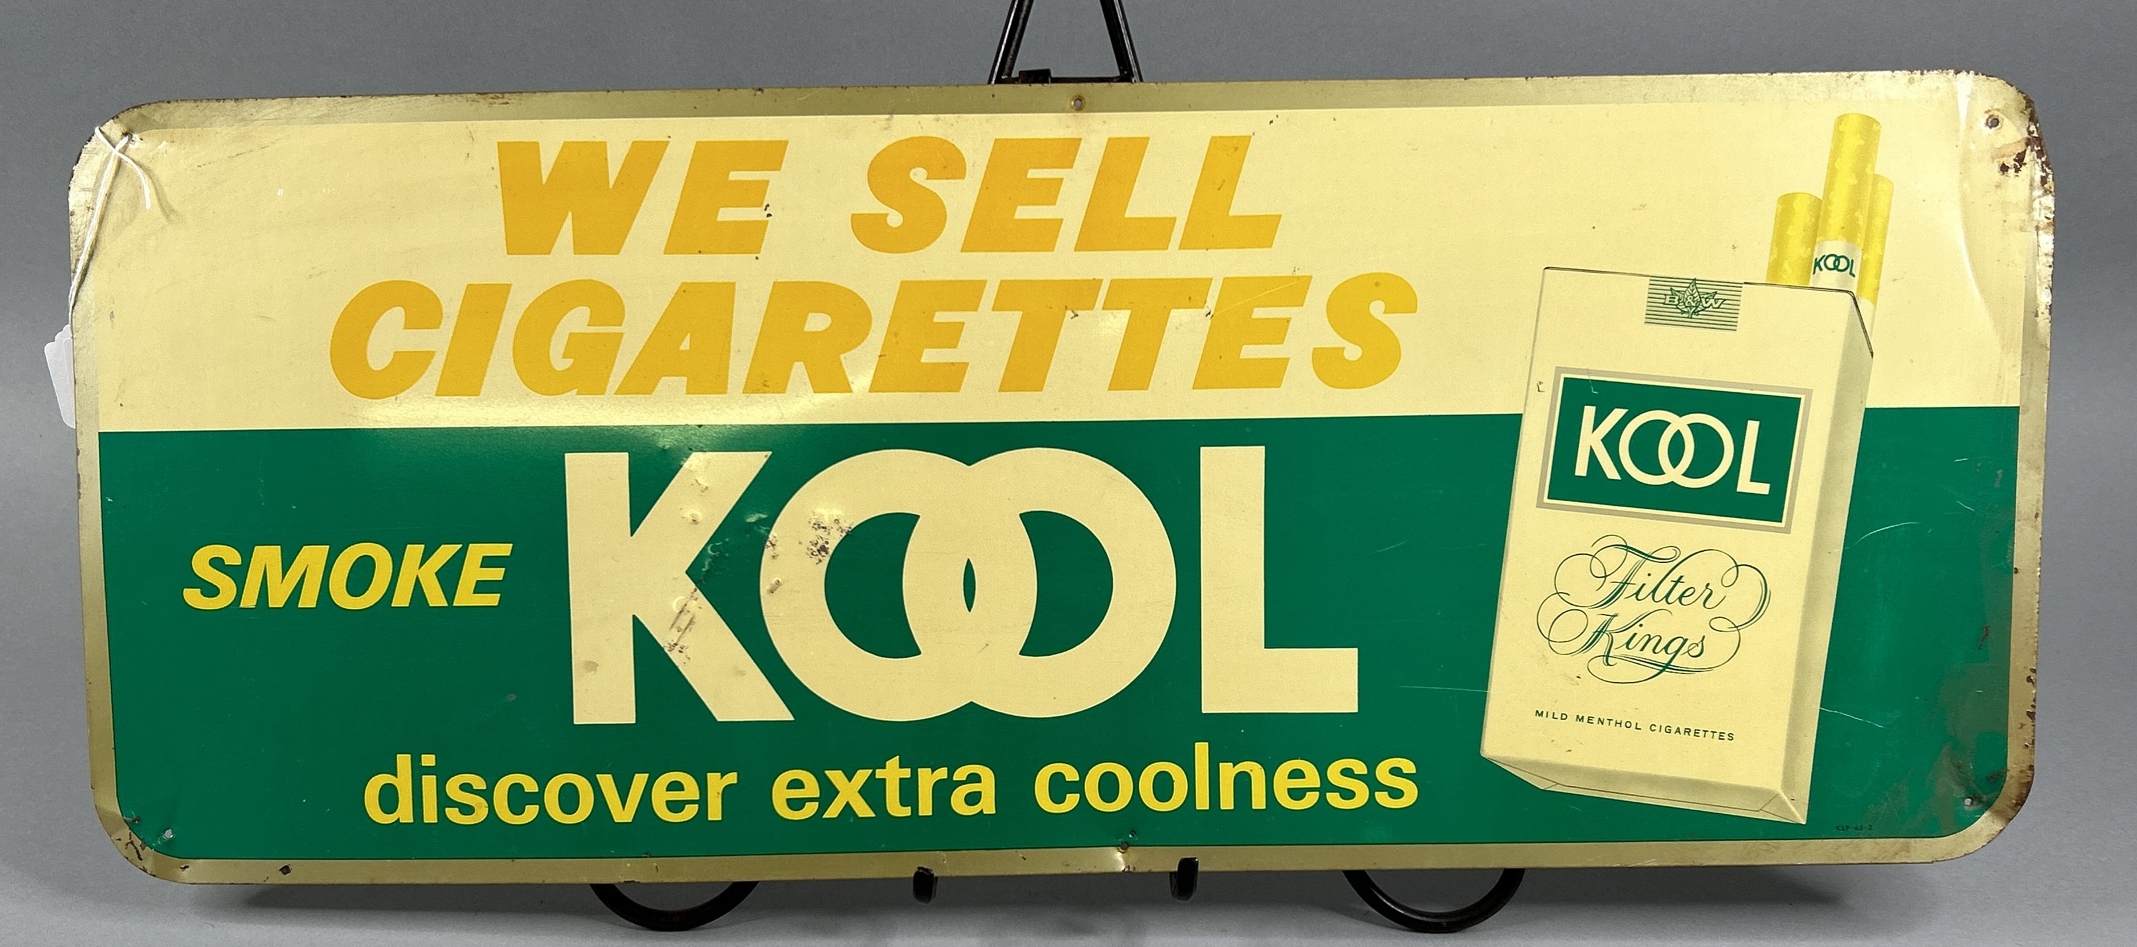 WE SELL
CIGARETTES
SMOKE KOOL
discover extra coolness
KOOL
B&W
KOOL
Filter
Kings
MILD MENTHOL CIGARETTES